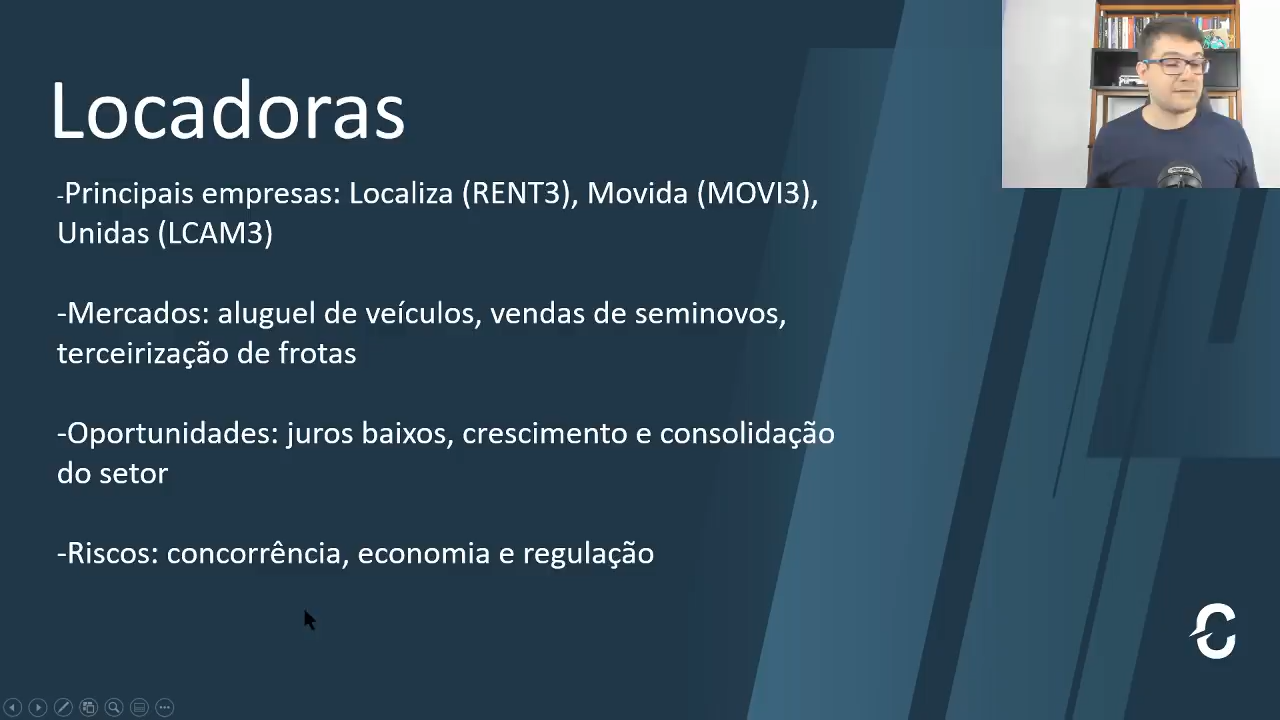 Locadoras
-Principais empresas: Localiza (RENT3), Movida (MOVI3),
Unidas (LCAM3)
-Mercados: aluguel de veículos, vendas de seminovos,
terceirização de frotas
-Oportunidades: juros baixos, crescimento e consolidação
do setor
-Riscos: concorrência, economia e regulação